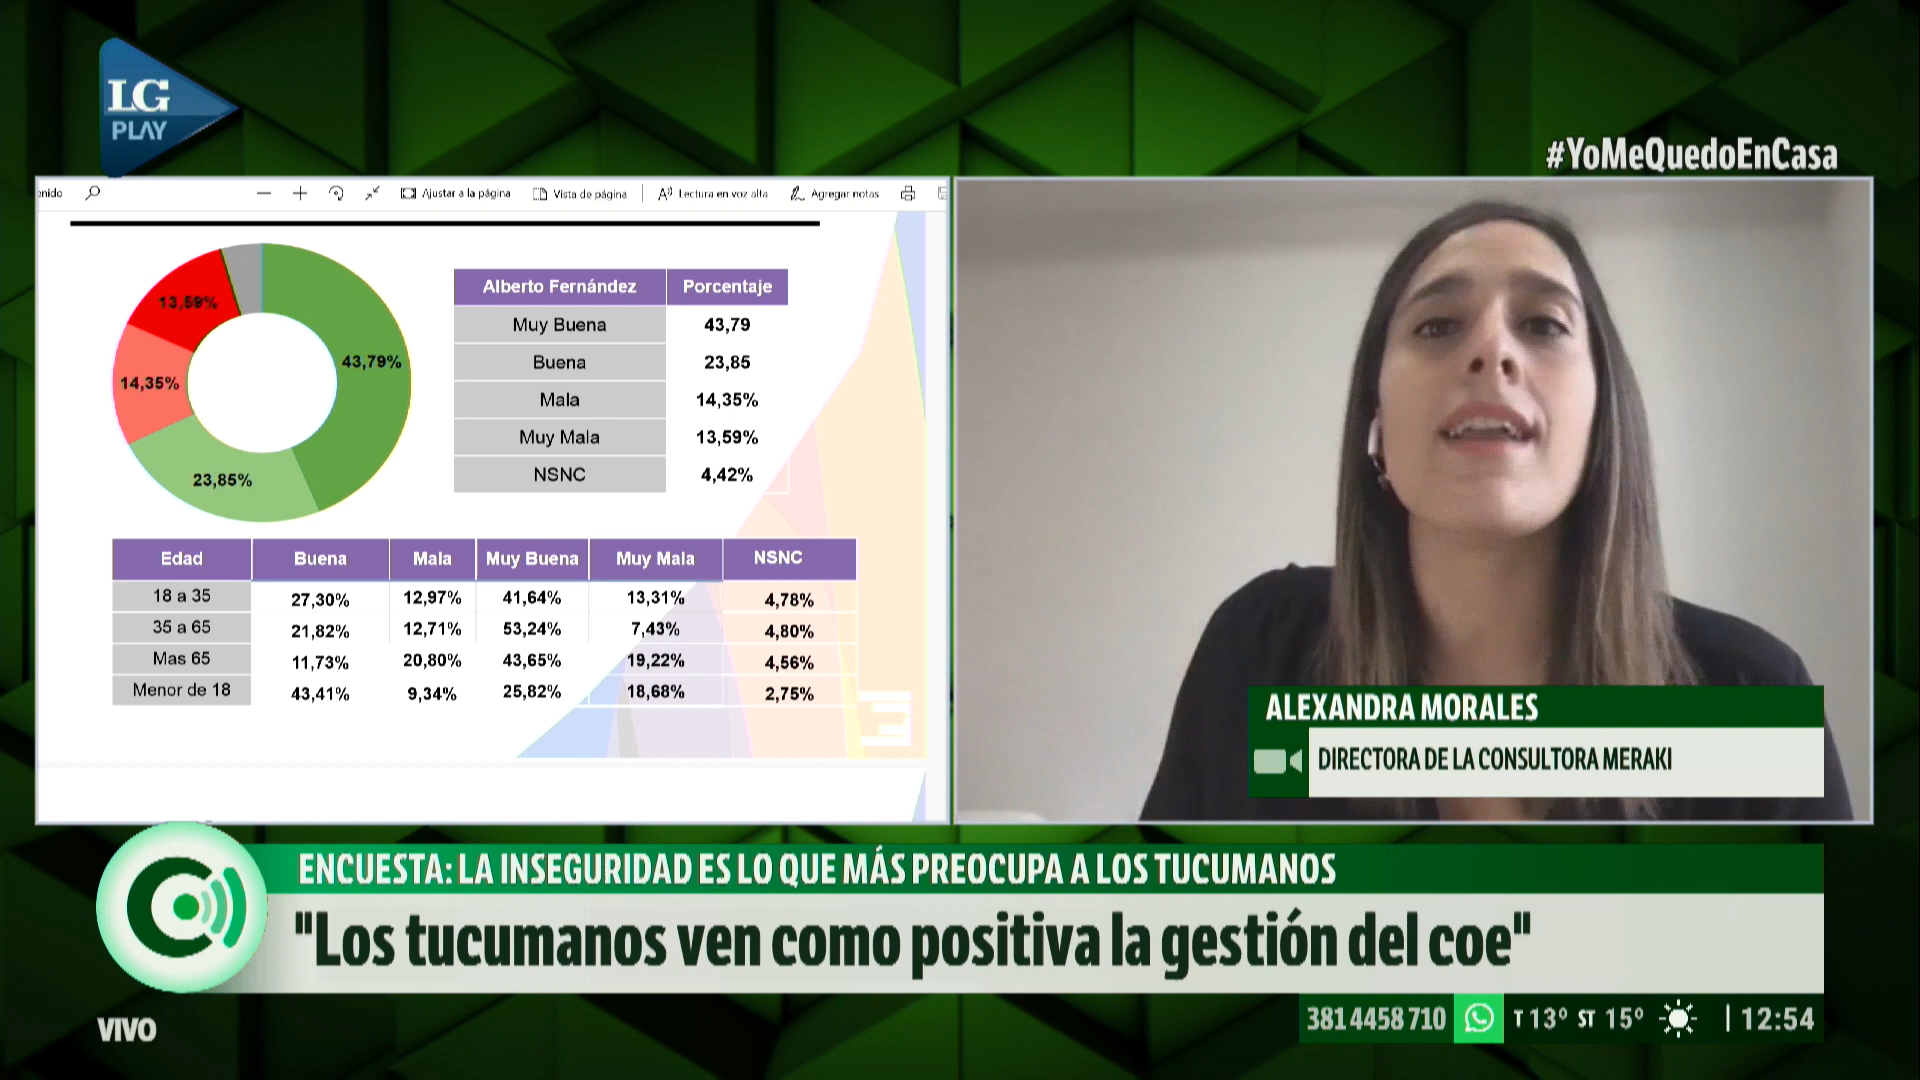 LG
PLAY
#YoMeQuedoEnCasa
enido
Ajustar a la página
Vista de página
Lectura en voz alta
Agregar notas
13,59%
43,79%
14,35%
23,85%
Alberto Fernández Porcentaje
Muy Buena 43,79
Buena 23,85
Mala 14,35%
Muy Mala 13,59%
NSNC 4,42%
Edad Buena Mala Muy Buena Muy Mala NSNC
18 a 35 27,30% 12,97% 41,64% 13,31% 4,78%
35 a 65 21,82% 12,71% 53,24% 7,43% 4,80%
Mas 65 11,73% 20,80% 43,65% 19,22% 4,56%
Menor de 18 43,41% 9,34% 25,82% 18,68% 2,75%
ALEXANDRA MORALES
DIRECTORA DE LA CONSULTORA MERAKI
ENCUESTA: LA INSEGURIDAD ES LO QUE MÁS PREOCUPA A LOS TUCUMANOS
"Los tucumanos ven como positiva la gestión del coe"
VIVO
381 4458 710 T 13° ST 15° | 12:54